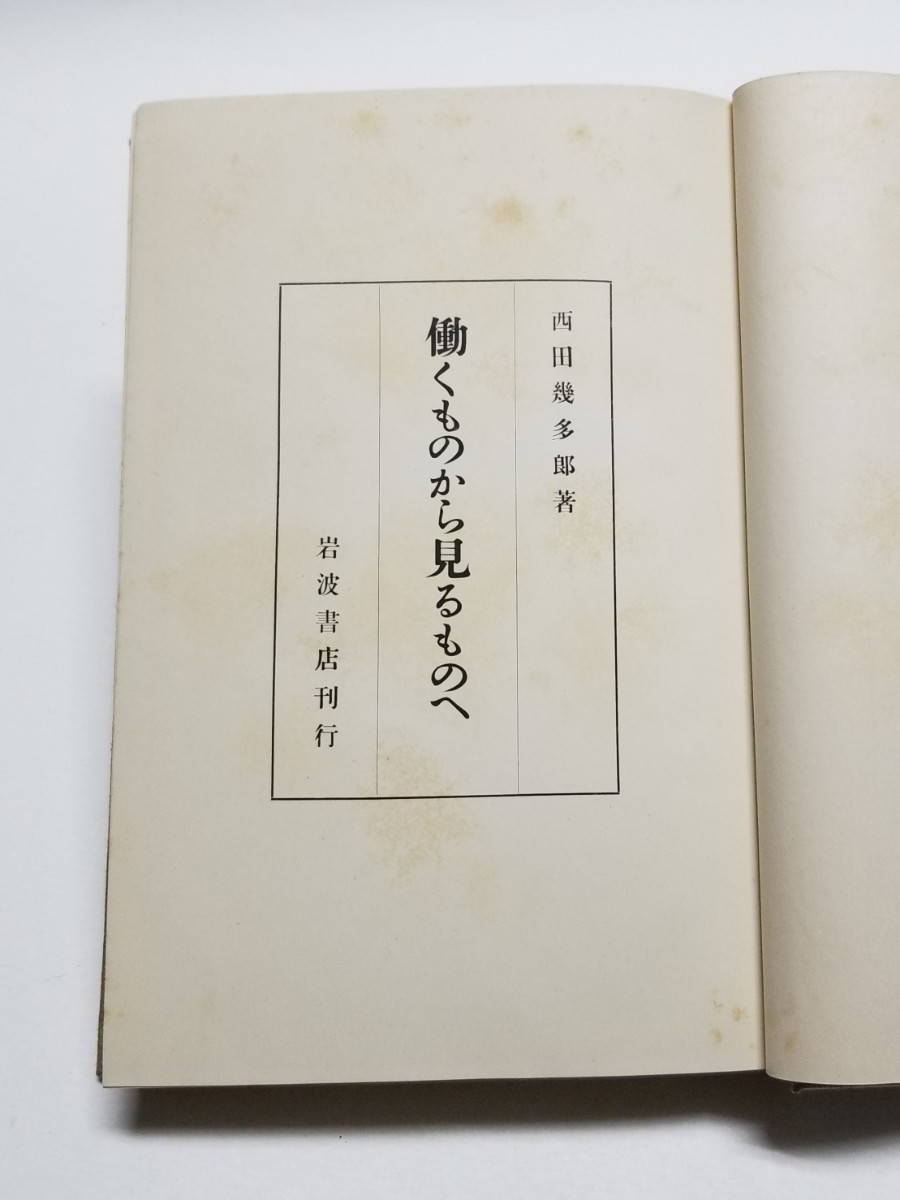 西田幾多郎著
働くものから見るものへ
岩波書店刊行